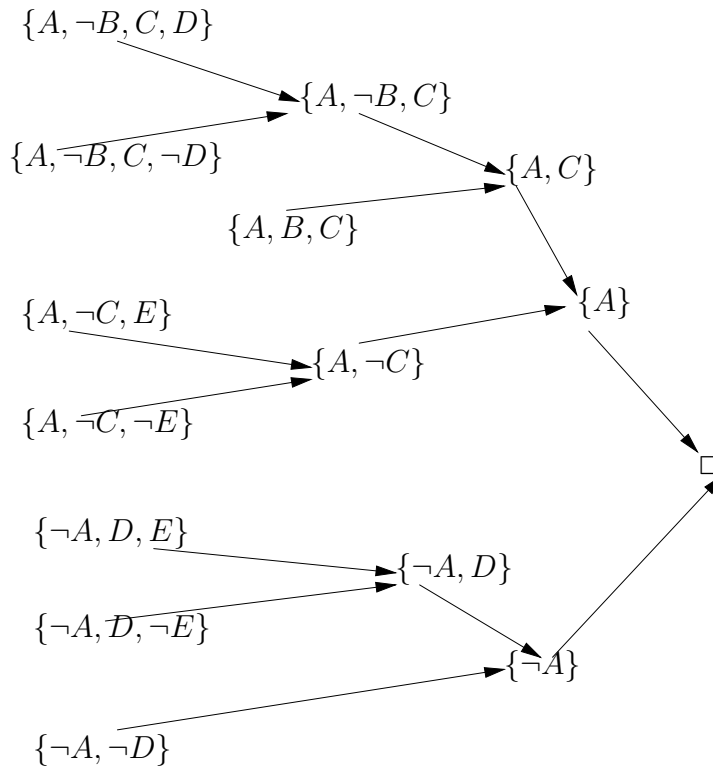 {A, ¬B, C, D}
{A, ¬B, C}
{A, ¬B, C, ¬D}
{A, C}
{A, B, C}
{A, ¬C, E}
{A}
{A, ¬C}
{A, ¬C, ¬E}
□
{¬A, D, E}
{¬A, D}
{¬A, D, ¬E}
{¬A}
{¬A, ¬D}